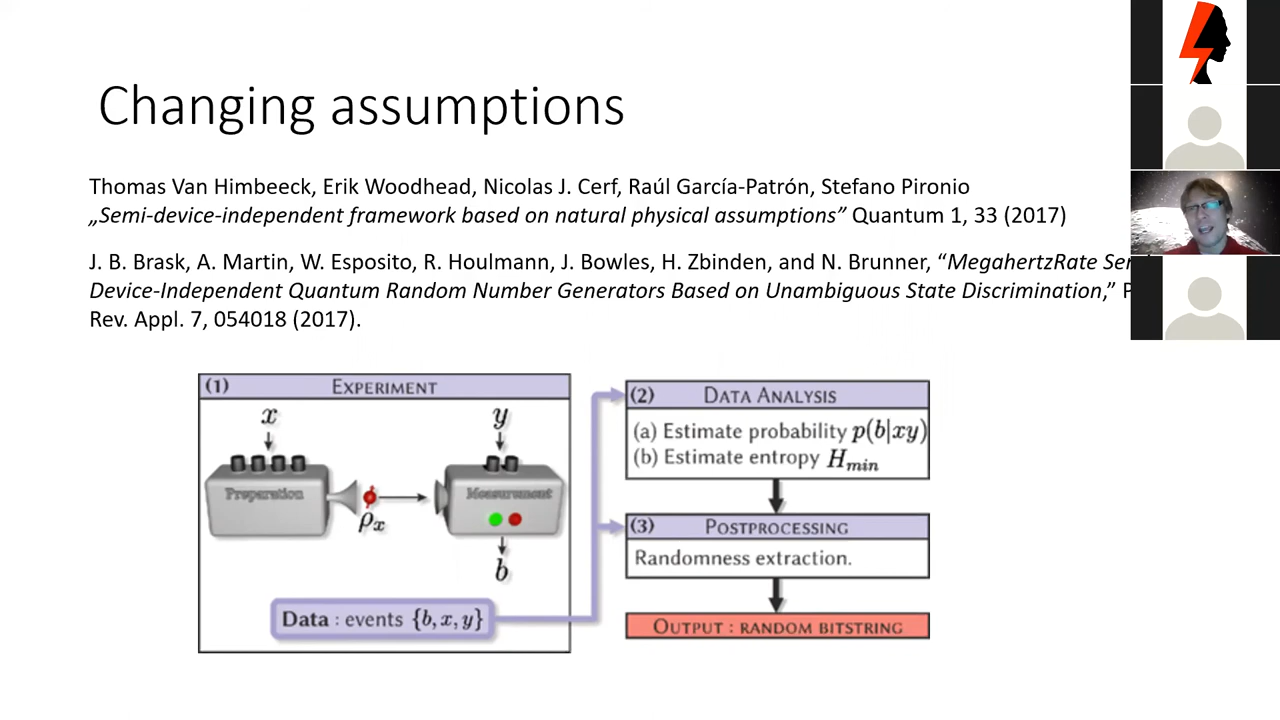 Changing assumptions
Thomas Van Himbeeck, Erik Woodhead, Nicolas J. Cerf, Raúl García-Patrón, Stefano Pironio
„Semi-device-independent framework based on natural physical assumptions” Quantum 1, 33 (2017)
J. B. Brask, A. Martin, W. Esposito, R. Houlmann, J. Bowles, H. Zbinden, and N. Brunner, “MegahertzRate
Device-Independent Quantum Random Number Generators Based on Unambiguous State Discrimination,”
Rev. Appl. 7, 054018 (2017).
(1) EXPERIMENT
x y
Preparation Measurement
ρx
b
Data : events {b, x, y}
(2) DATA ANALYSIS
(a) Estimate probability p(b|xy)
(b) Estimate entropy Hmin
(3) POSTPROCESSING
Randomness extraction.
OUTPUT : RANDOM BITSTRING